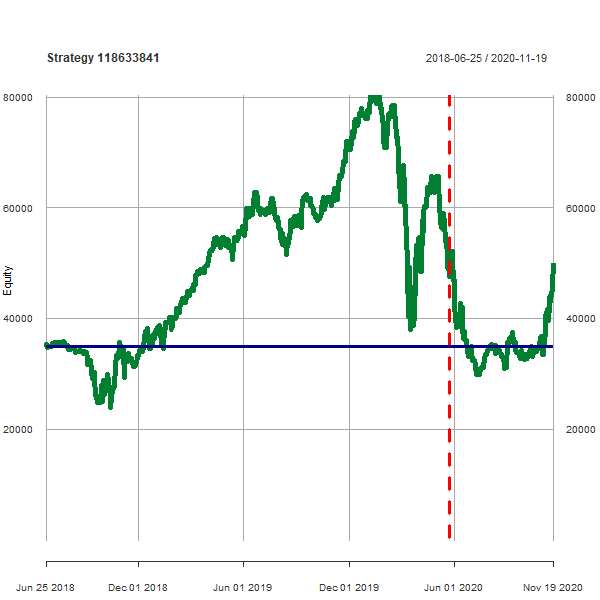 Strategy 118633841 2018-06-25 / 2020-11-19
80000 80000
60000 60000
Equity
40000 40000
20000 20000
Jun 25 2018 Dec 01 2018 Jun 01 2019 Dec 01 2019 Jun 01 2020 Nov 19 2020